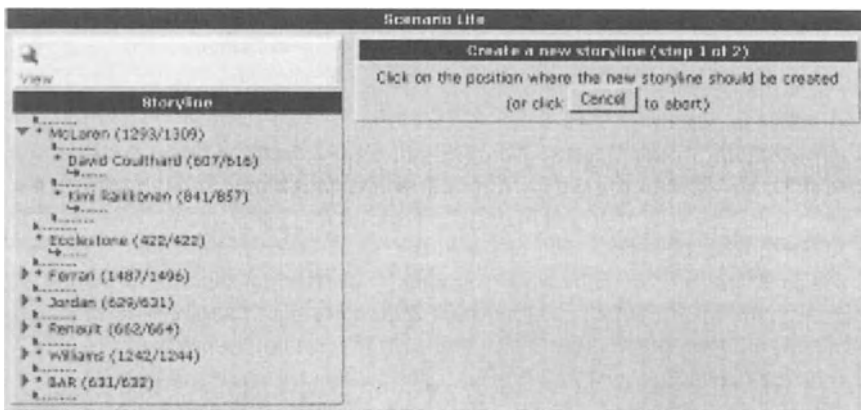 Scenario Lite
View
Storyline
* McLaren (1293/1309)
* David Coulthard (607/616)
* Kimi Raikkonen (841/857)
* Ecclestone (422/422)
* Ferrari (1487/1496)
* Jordan (629/631)
* Renault (662/664)
* Williams (1242/1244)
* BAR (631/632)
Create a new storyline (step 1 of 2)
Click on the position where the new storyline should be created
(or click Cancel to abort)